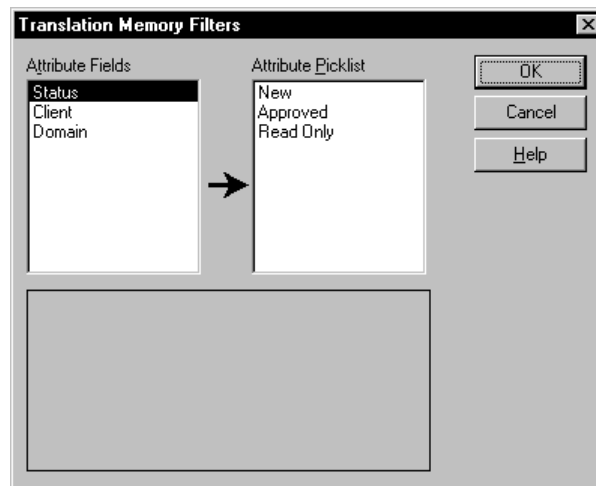 Translation Memory Filters
Attribute Fields
Status
Client
Domain
Attribute Picklist
New
Approved
Read Only
OK
Cancel
Help